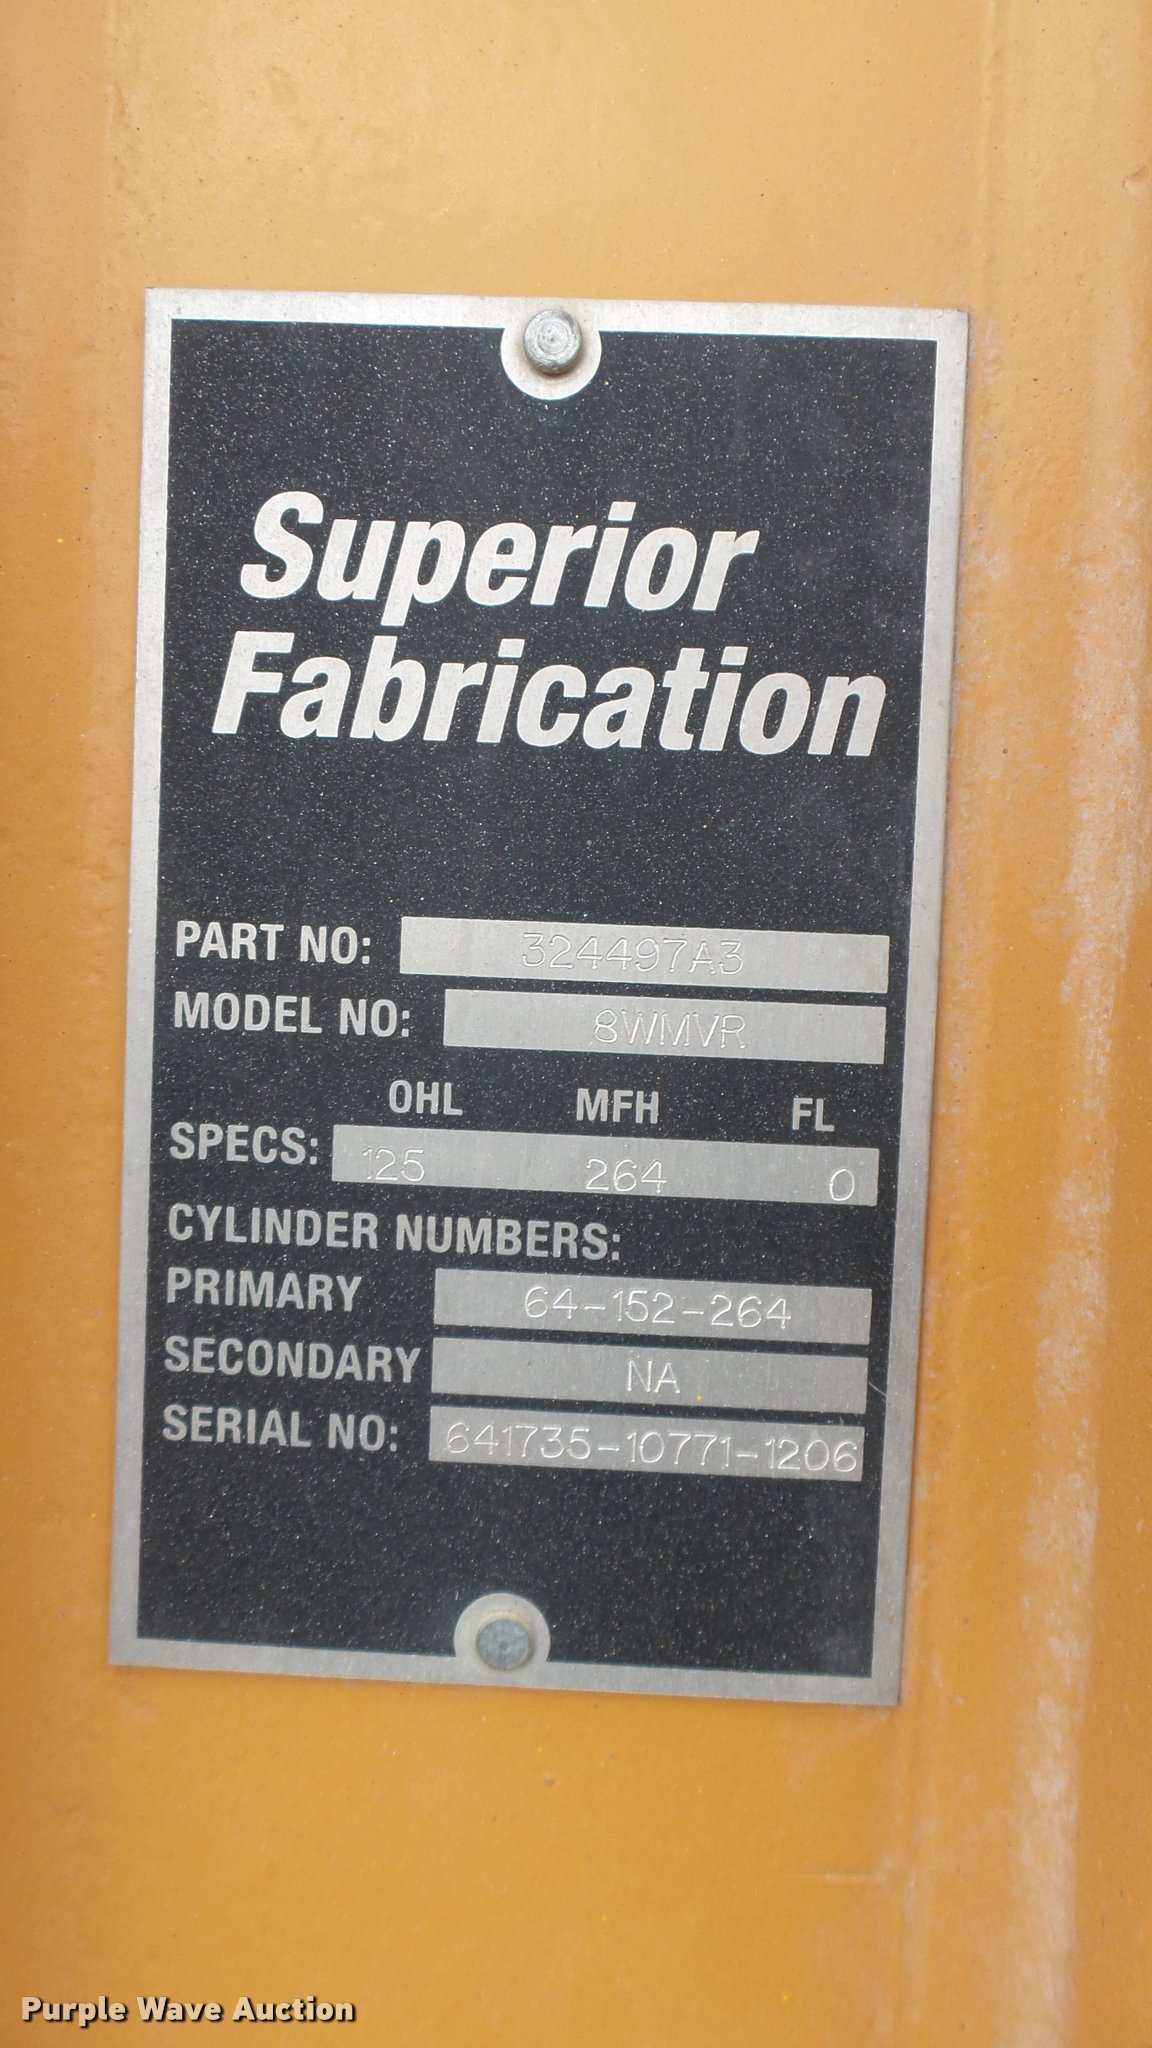 Superior
Fabrication
PART NO: 324497A3
MODEL NO: 8WMVR
OHL MFH FL
SPECS: 125 264 0
CYLINDER NUMBERS:
PRIMARY 64-152-264
SECONDARY NA
SERIAL NO: 641735-10771-1206
Purple Wave Auction